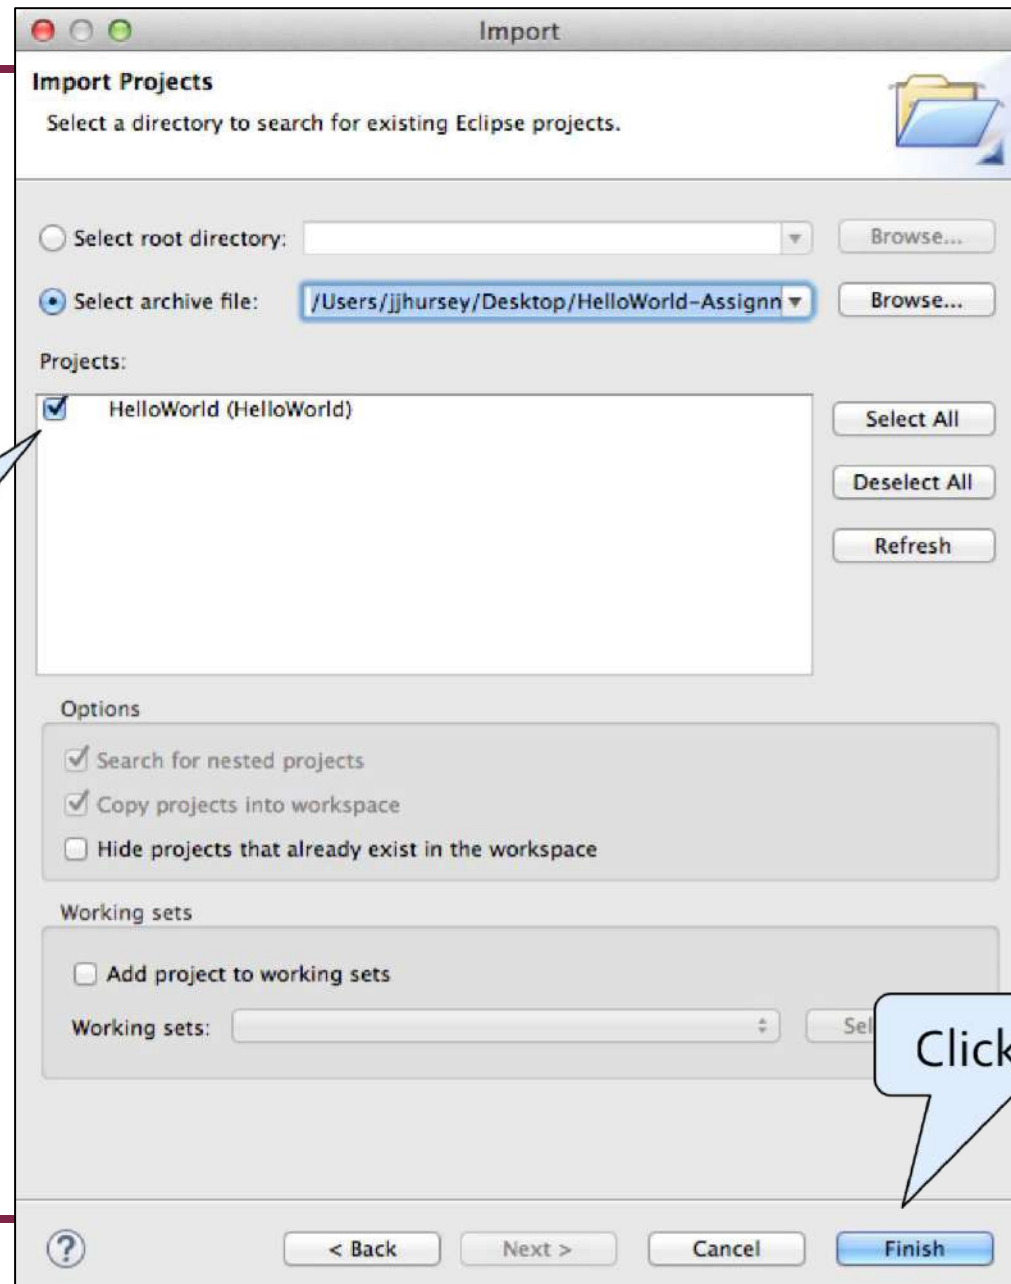 Import
Import Projects
Select a directory to search for existing Eclipse projects.
Select root directory:
Browse...
Select archive file:
/Users/jjhursey/Desktop/HelloWorld-Assignn
Browse...
Projects:
HelloWorld (HelloWorld)
Select All
Deselect All
Refresh
Options
Search for nested projects
Copy projects into workspace
Hide projects that already exist in the workspace
Working sets
Add project to working sets
Working sets:
Sel
Click
?
< Back
Next >
Cancel
Finish